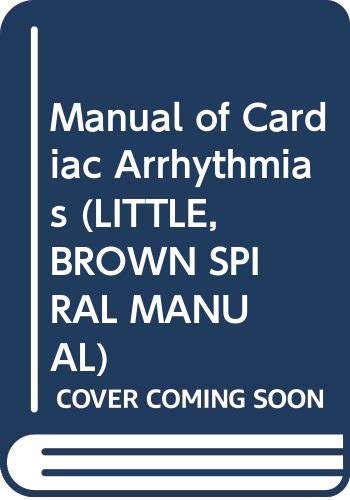 Manual of Card
iac Arrhythmia
s (LITTLE,
BROWN SPI
RAL MANU
AL)
COVER COMING SOON